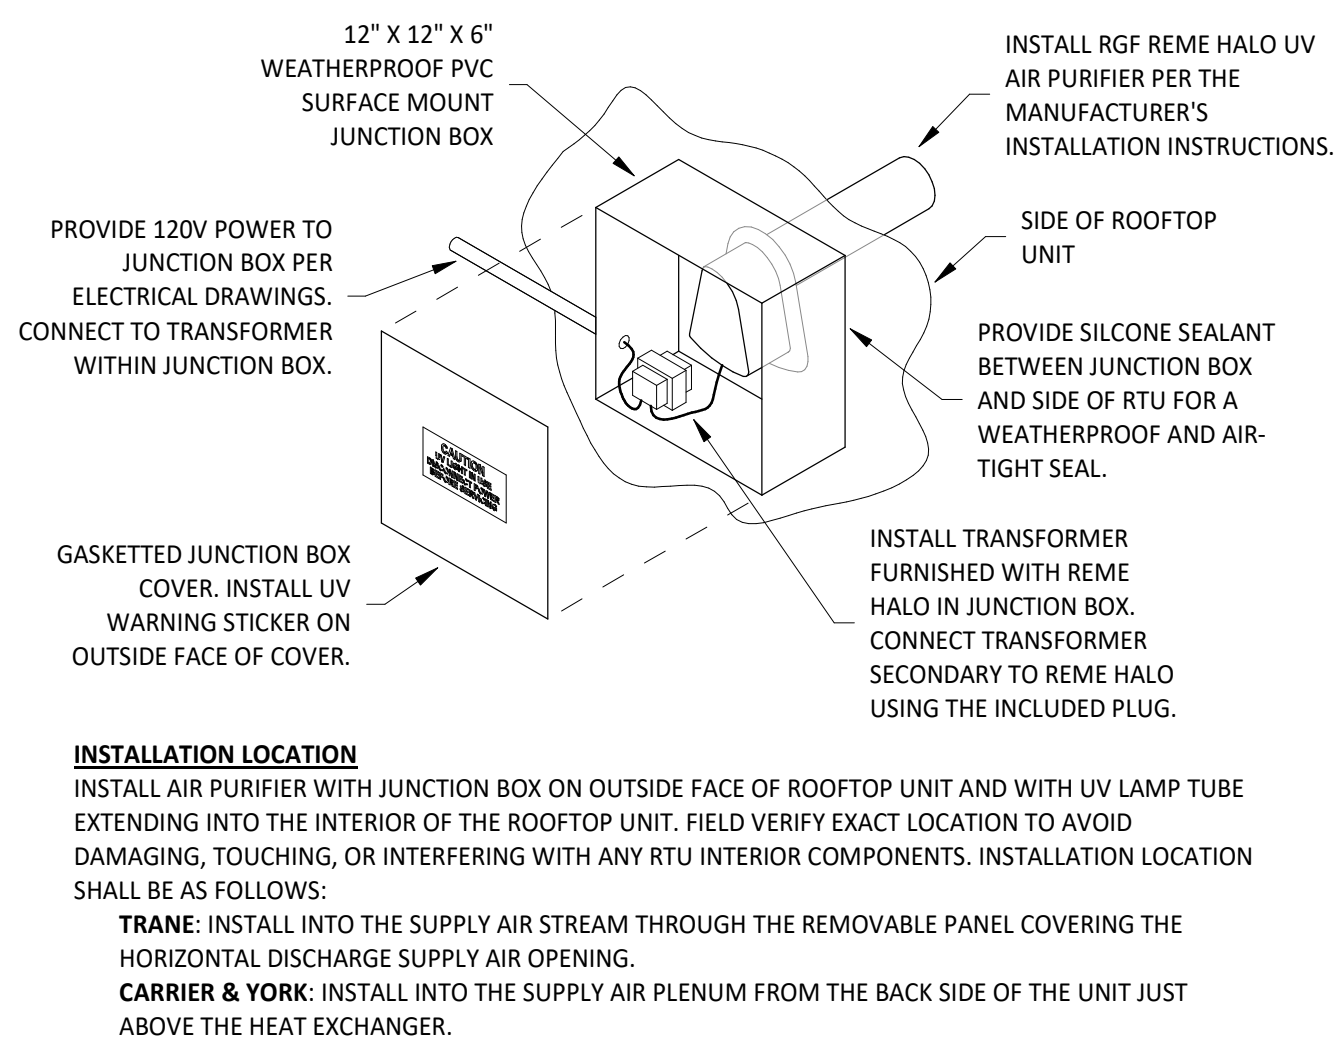 12" X 12" X 6"
WEATHERPROOF PVC
SURFACE MOUNT
JUNCTION BOX
INSTALL RGF REME HALO UV
AIR PURIFIER PER THE
MANUFACTURER'S
INSTALLATION INSTRUCTIONS.
PROVIDE 120V POWER TO
JUNCTION BOX PER
ELECTRICAL DRAWINGS.
CONNECT TO TRANSFORMER
WITHIN JUNCTION BOX.
SIDE OF ROOFTOP
UNIT
PROVIDE SILCONE SEALANT
BETWEEN JUNCTION BOX
AND SIDE OF RTU FOR A
WEATHERPROOF AND AIR-
TIGHT SEAL.
CAUTION
UV LIGHT IN USE
DISCONNECT POWER
BEFORE SERVICING
GASKETTED JUNCTION BOX
COVER. INSTALL UV
WARNING STICKER ON
OUTSIDE FACE OF COVER.
INSTALL TRANSFORMER
FURNISHED WITH REME
HALO IN JUNCTION BOX.
CONNECT TRANSFORMER
SECONDARY TO REME HALO
USING THE INCLUDED PLUG.
INSTALLATION LOCATION
INSTALL AIR PURIFIER WITH JUNCTION BOX ON OUTSIDE FACE OF ROOFTOP UNIT AND WITH UV LAMP TUBE
EXTENDING INTO THE INTERIOR OF THE ROOFTOP UNIT. FIELD VERIFY EXACT LOCATION TO AVOID
DAMAGING, TOUCHING, OR INTERFERING WITH ANY RTU INTERIOR COMPONENTS. INSTALLATION LOCATION
SHALL BE AS FOLLOWS:
TRANE: INSTALL INTO THE SUPPLY AIR STREAM THROUGH THE REMOVABLE PANEL COVERING THE
HORIZONTAL DISCHARGE SUPPLY AIR OPENING.
CARRIER & YORK: INSTALL INTO THE SUPPLY AIR PLENUM FROM THE BACK SIDE OF THE UNIT JUST
ABOVE THE HEAT EXCHANGER.